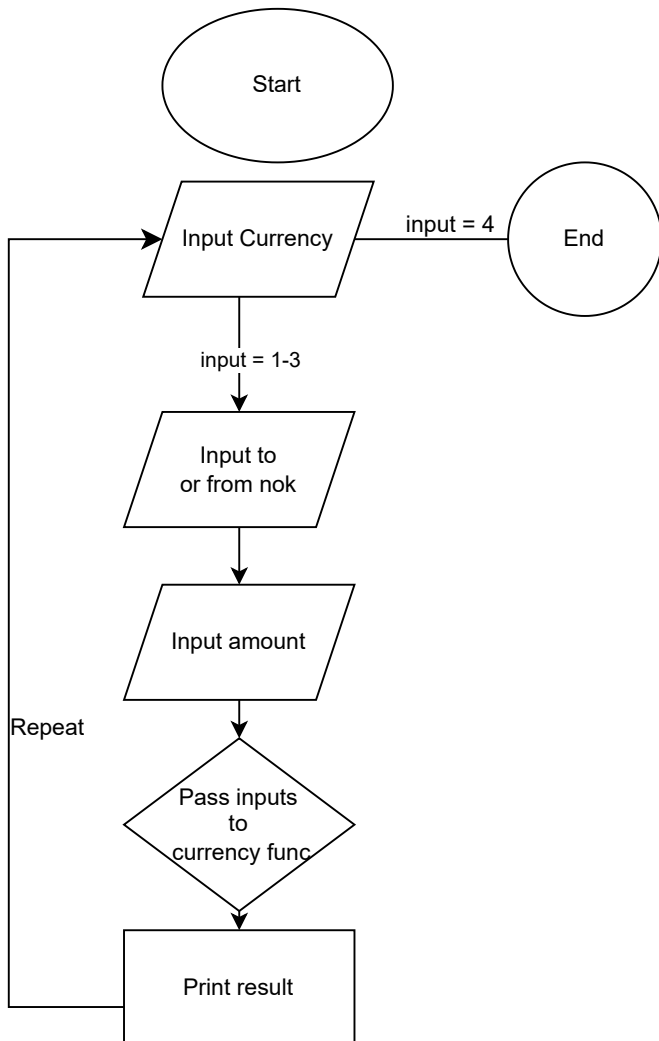 Start
Input Currency
input = 4
End
input = 1-3
Input to
or from nok
Input amount
Repeat
Pass inputs
to
currency func
Print result